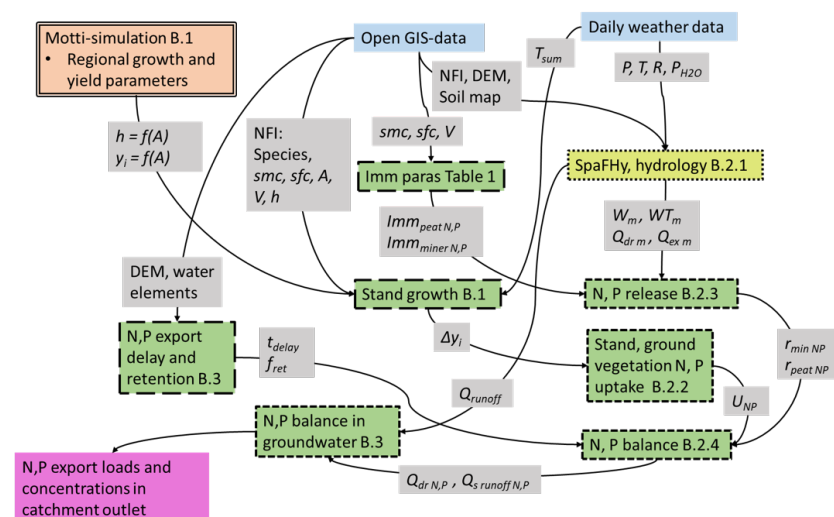 Motti-simulation B.1
• Regional growth and
yield parameters
Open GIS-data
Daily weather data
T_sum
P, T, R, P_H2O
NFI, DEM,
Soil map
h = f(A)
y_i = f(A)
NFI:
Species,
smc, sfc, A,
V, h
smc, sfc, V
Imm paras Table 1
SpaFHy, hydrology B.2.1
Imm_peat N,P
Imm_miner N,P
W_m , WT_m
Q_dr m , Q_ex m
DEM, water
elements
Stand growth B.1
N, P release B.2.3
N,P export
delay and
retention B.3
t_delay
f_ret
Δy_i
Stand, ground
vegetation N, P
uptake B.2.2
r_min NP
r_peat NP
Q_runoff
U_NP
N,P balance in
groundwater B.3
N, P balance B.2.4
N,P export loads and
concentrations in
catchment outlet
Q_dr N,P , Q_s runoff N,P